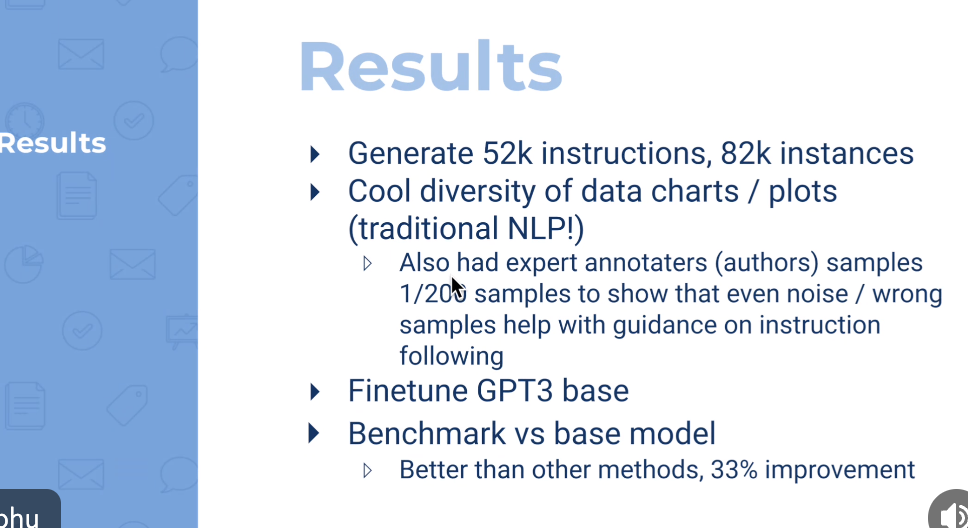 Results
Results
Generate 52k instructions, 82k instances
Cool diversity of data charts / plots
(traditional NLP!)
Also had expert annotaters (authors) samples
1/200 samples to show that even noise / wrong
samples help with guidance on instruction
following
Finetune GPT3 base
Benchmark vs base model
Better than other methods, 33% improvement
phu